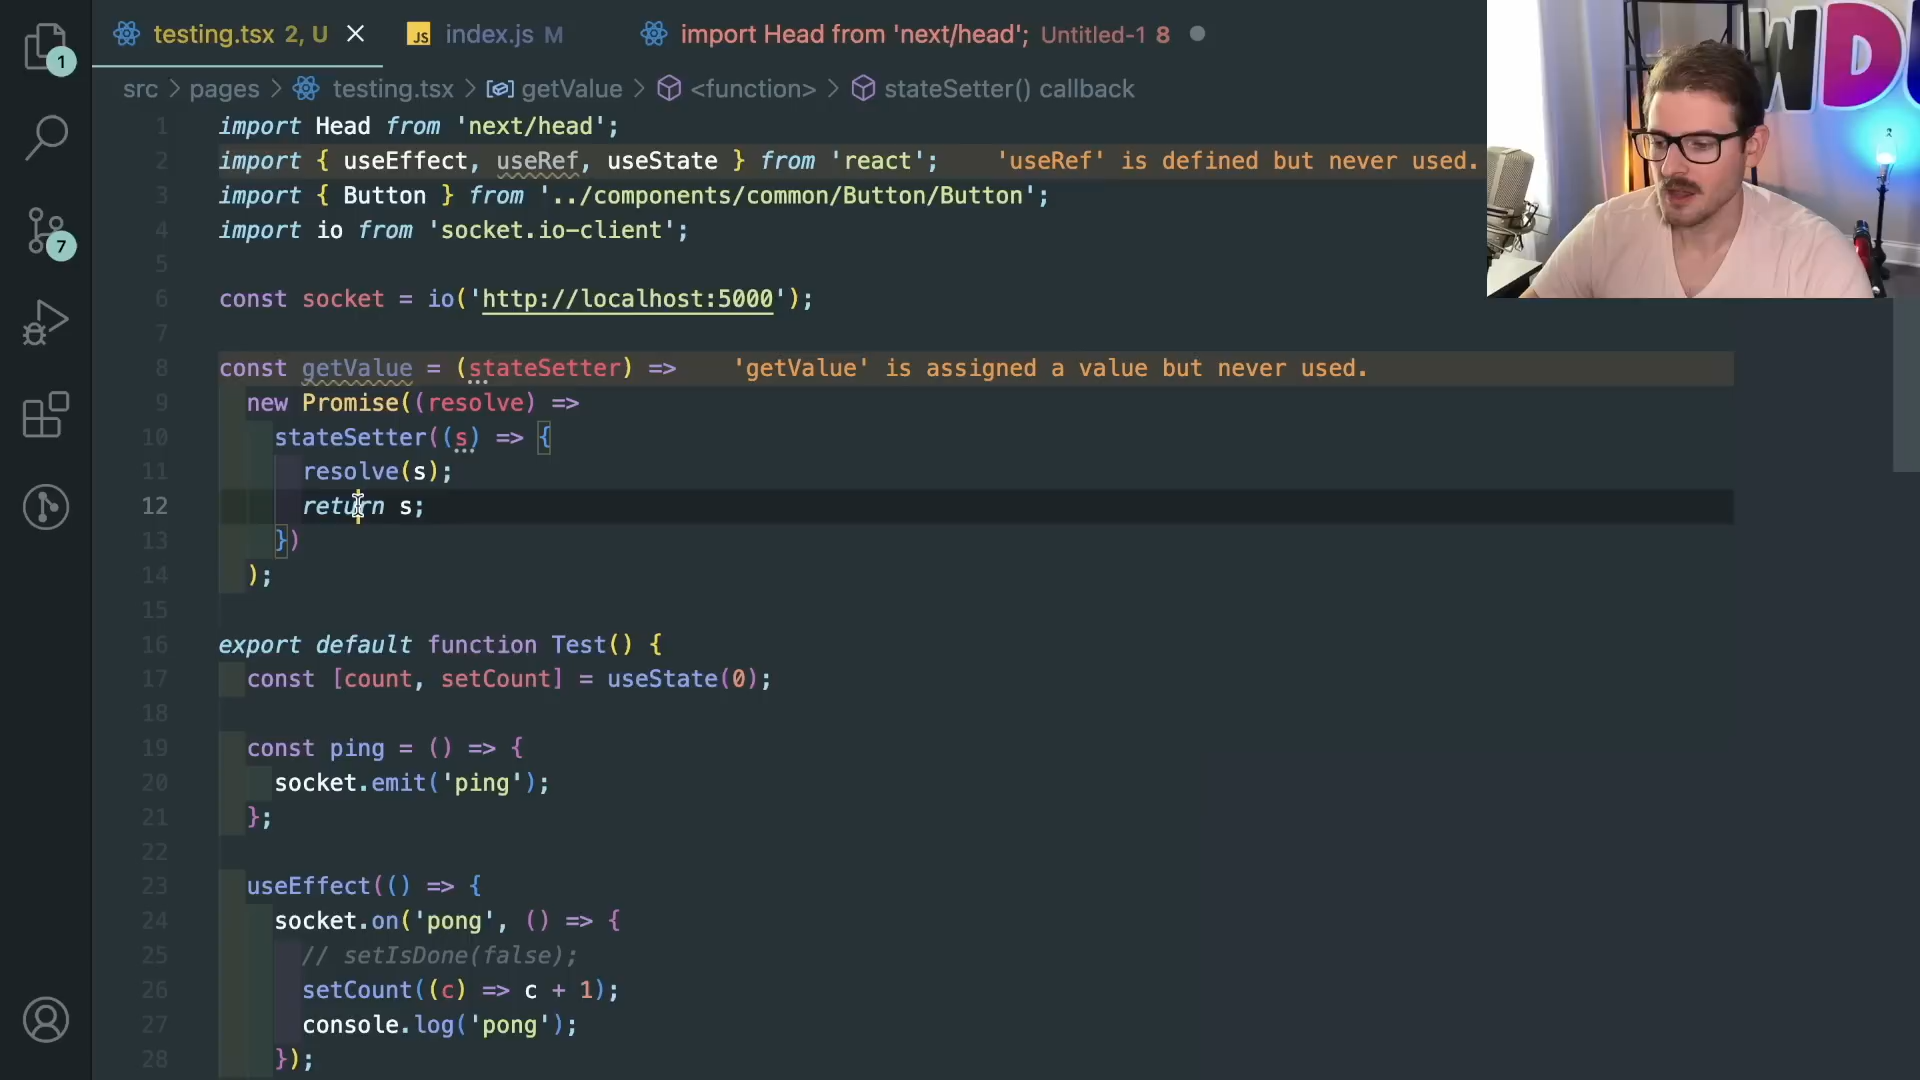 testing.tsx 2, U
JS index.js M
import Head from 'next/head'; Untitled-1 8
1
7
src > pages > testing.tsx > getValue > <function> > stateSetter() callback
WD
1 import Head from 'next/head';
2 import { useEffect, useRef, useState } from 'react'; 'useRef' is defined but never used.
3 import { Button } from '../components/common/Button/Button';
4 import io from 'socket.io-client';
5
6 const socket = io('http://localhost:5000');
7
8 const getValue = (stateSetter) => 'getValue' is assigned a value but never used.
9 new Promise((resolve) =>
10 stateSetter((s) => {
11 resolve(s);
12 return s;
13 })
14 );
15
16 export default function Test() {
17 const [count, setCount] = useState(0);
18
19 const ping = () => {
20 socket.emit('ping');
21 };
22
23 useEffect(() => {
24 socket.on('pong', () => {
25 // setIsDone(false);
26 setCount((c) => c + 1);
27 console.log('pong');
28 });